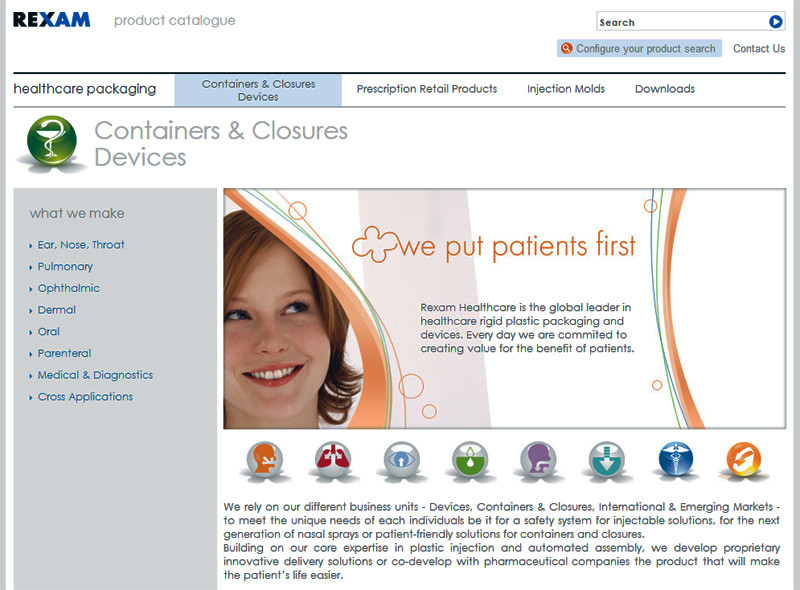 REXAM product catalogue
Search
Configure your product search Contact Us
healthcare packaging
Containers & Closures
Devices
Prescription Retail Products
Injection Molds
Downloads
Containers & Closures
Devices
what we make
Ear, Nose, Throat
Pulmonary
Ophthalmic
Dermal
Oral
Parenteral
Medical & Diagnostics
Cross Applications
we put patients first
Rexam Healthcare is the global leader in
healthcare rigid plastic packaging and
devices. Every day we are commited to
creating value for the benefit of patients.
We rely on our different business units - Devices, Containers & Closures, International & Emerging Markets -
to meet the unique needs of each individuals be it for a safety system for injectable solutions, for the next
generation of nasal sprays or patient-friendly solutions for containers and closures.
Building on our core expertise in plastic injection and automated assembly, we develop proprietary
innovative delivery solutions or co-develop with pharmaceutical companies the product that will make
the patient's life easier.